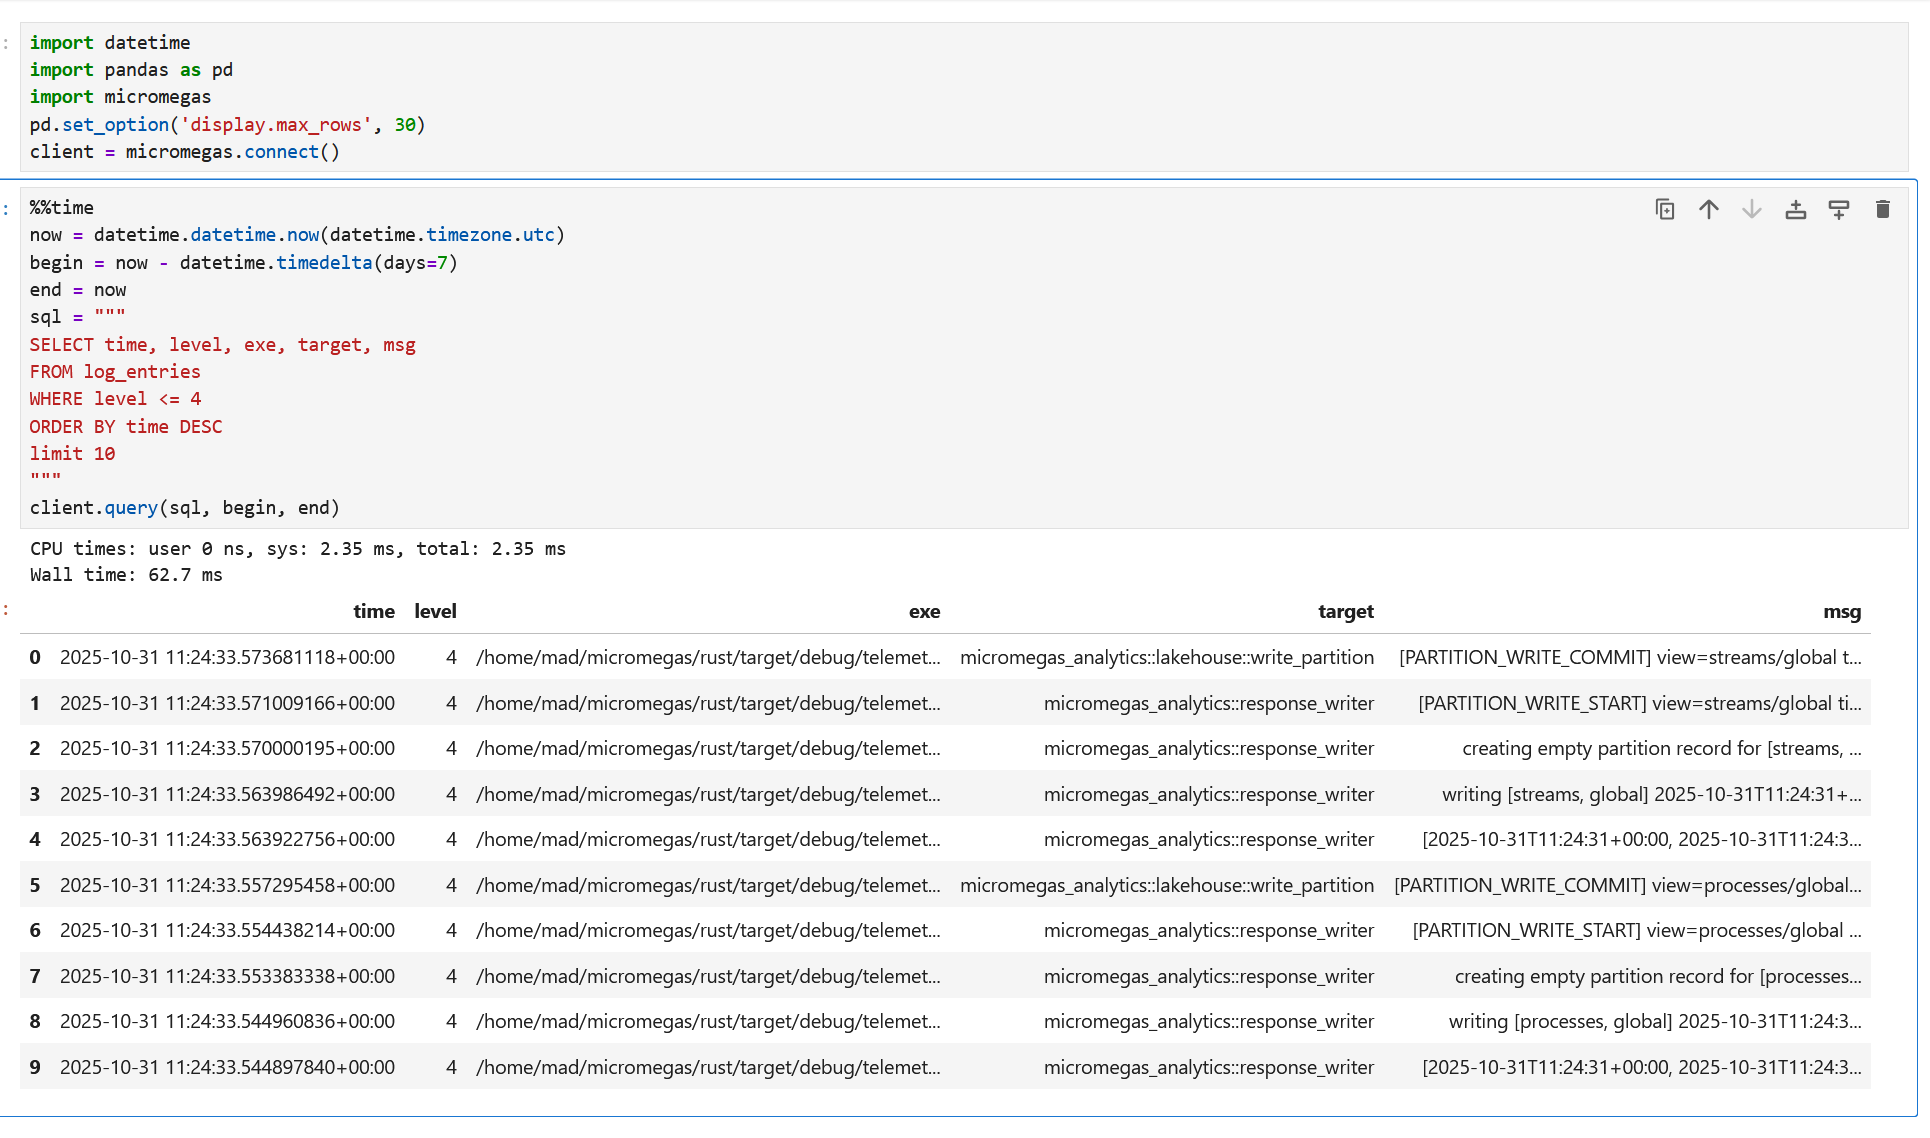 import datetime
import pandas as pd
import micromegas
pd.set_option('display.max_rows', 30)
client = micromegas.connect()
%%time
now = datetime.datetime.now(datetime.timezone.utc)
begin = now - datetime.timedelta(days=7)
end = now
sql = """
SELECT time, level, exe, target, msg
FROM log_entries
WHERE level <= 4
ORDER BY time DESC
limit 10
"""
client.query(sql, begin, end)
CPU times: user 0 ns, sys: 2.35 ms, total: 2.35 ms
Wall time: 62.7 ms
time level exe target msg
0 2025-10-31 11:24:33.573681118+00:00 4 /home/mad/micromegas/rust/target/debug/telemet... micromegas_analytics::lakehouse::write_partition [PARTITION_WRITE_COMMIT] view=streams/global t...
1 2025-10-31 11:24:33.571009166+00:00 4 /home/mad/micromegas/rust/target/debug/telemet... micromegas_analytics::response_writer [PARTITION_WRITE_START] view=streams/global ti...
2 2025-10-31 11:24:33.570000195+00:00 4 /home/mad/micromegas/rust/target/debug/telemet... micromegas_analytics::response_writer creating empty partition record for [streams, ...
3 2025-10-31 11:24:33.563986492+00:00 4 /home/mad/micromegas/rust/target/debug/telemet... micromegas_analytics::response_writer writing [streams, global] 2025-10-31T11:24:31+...
4 2025-10-31 11:24:33.563922756+00:00 4 /home/mad/micromegas/rust/target/debug/telemet... micromegas_analytics::response_writer [2025-10-31T11:24:31+00:00, 2025-10-31T11:24:3...
5 2025-10-31 11:24:33.557295458+00:00 4 /home/mad/micromegas/rust/target/debug/telemet... micromegas_analytics::lakehouse::write_partition [PARTITION_WRITE_COMMIT] view=processes/global...
6 2025-10-31 11:24:33.554438214+00:00 4 /home/mad/micromegas/rust/target/debug/telemet... micromegas_analytics::response_writer [PARTITION_WRITE_START] view=processes/global ...
7 2025-10-31 11:24:33.553383338+00:00 4 /home/mad/micromegas/rust/target/debug/telemet... micromegas_analytics::response_writer creating empty partition record for [processes...
8 2025-10-31 11:24:33.544960836+00:00 4 /home/mad/micromegas/rust/target/debug/telemet... micromegas_analytics::response_writer writing [processes, global] 2025-10-31T11:24:3...
9 2025-10-31 11:24:33.544897840+00:00 4 /home/mad/micromegas/rust/target/debug/telemet... micromegas_analytics::response_writer [2025-10-31T11:24:31+00:00, 2025-10-31T11:24:3...